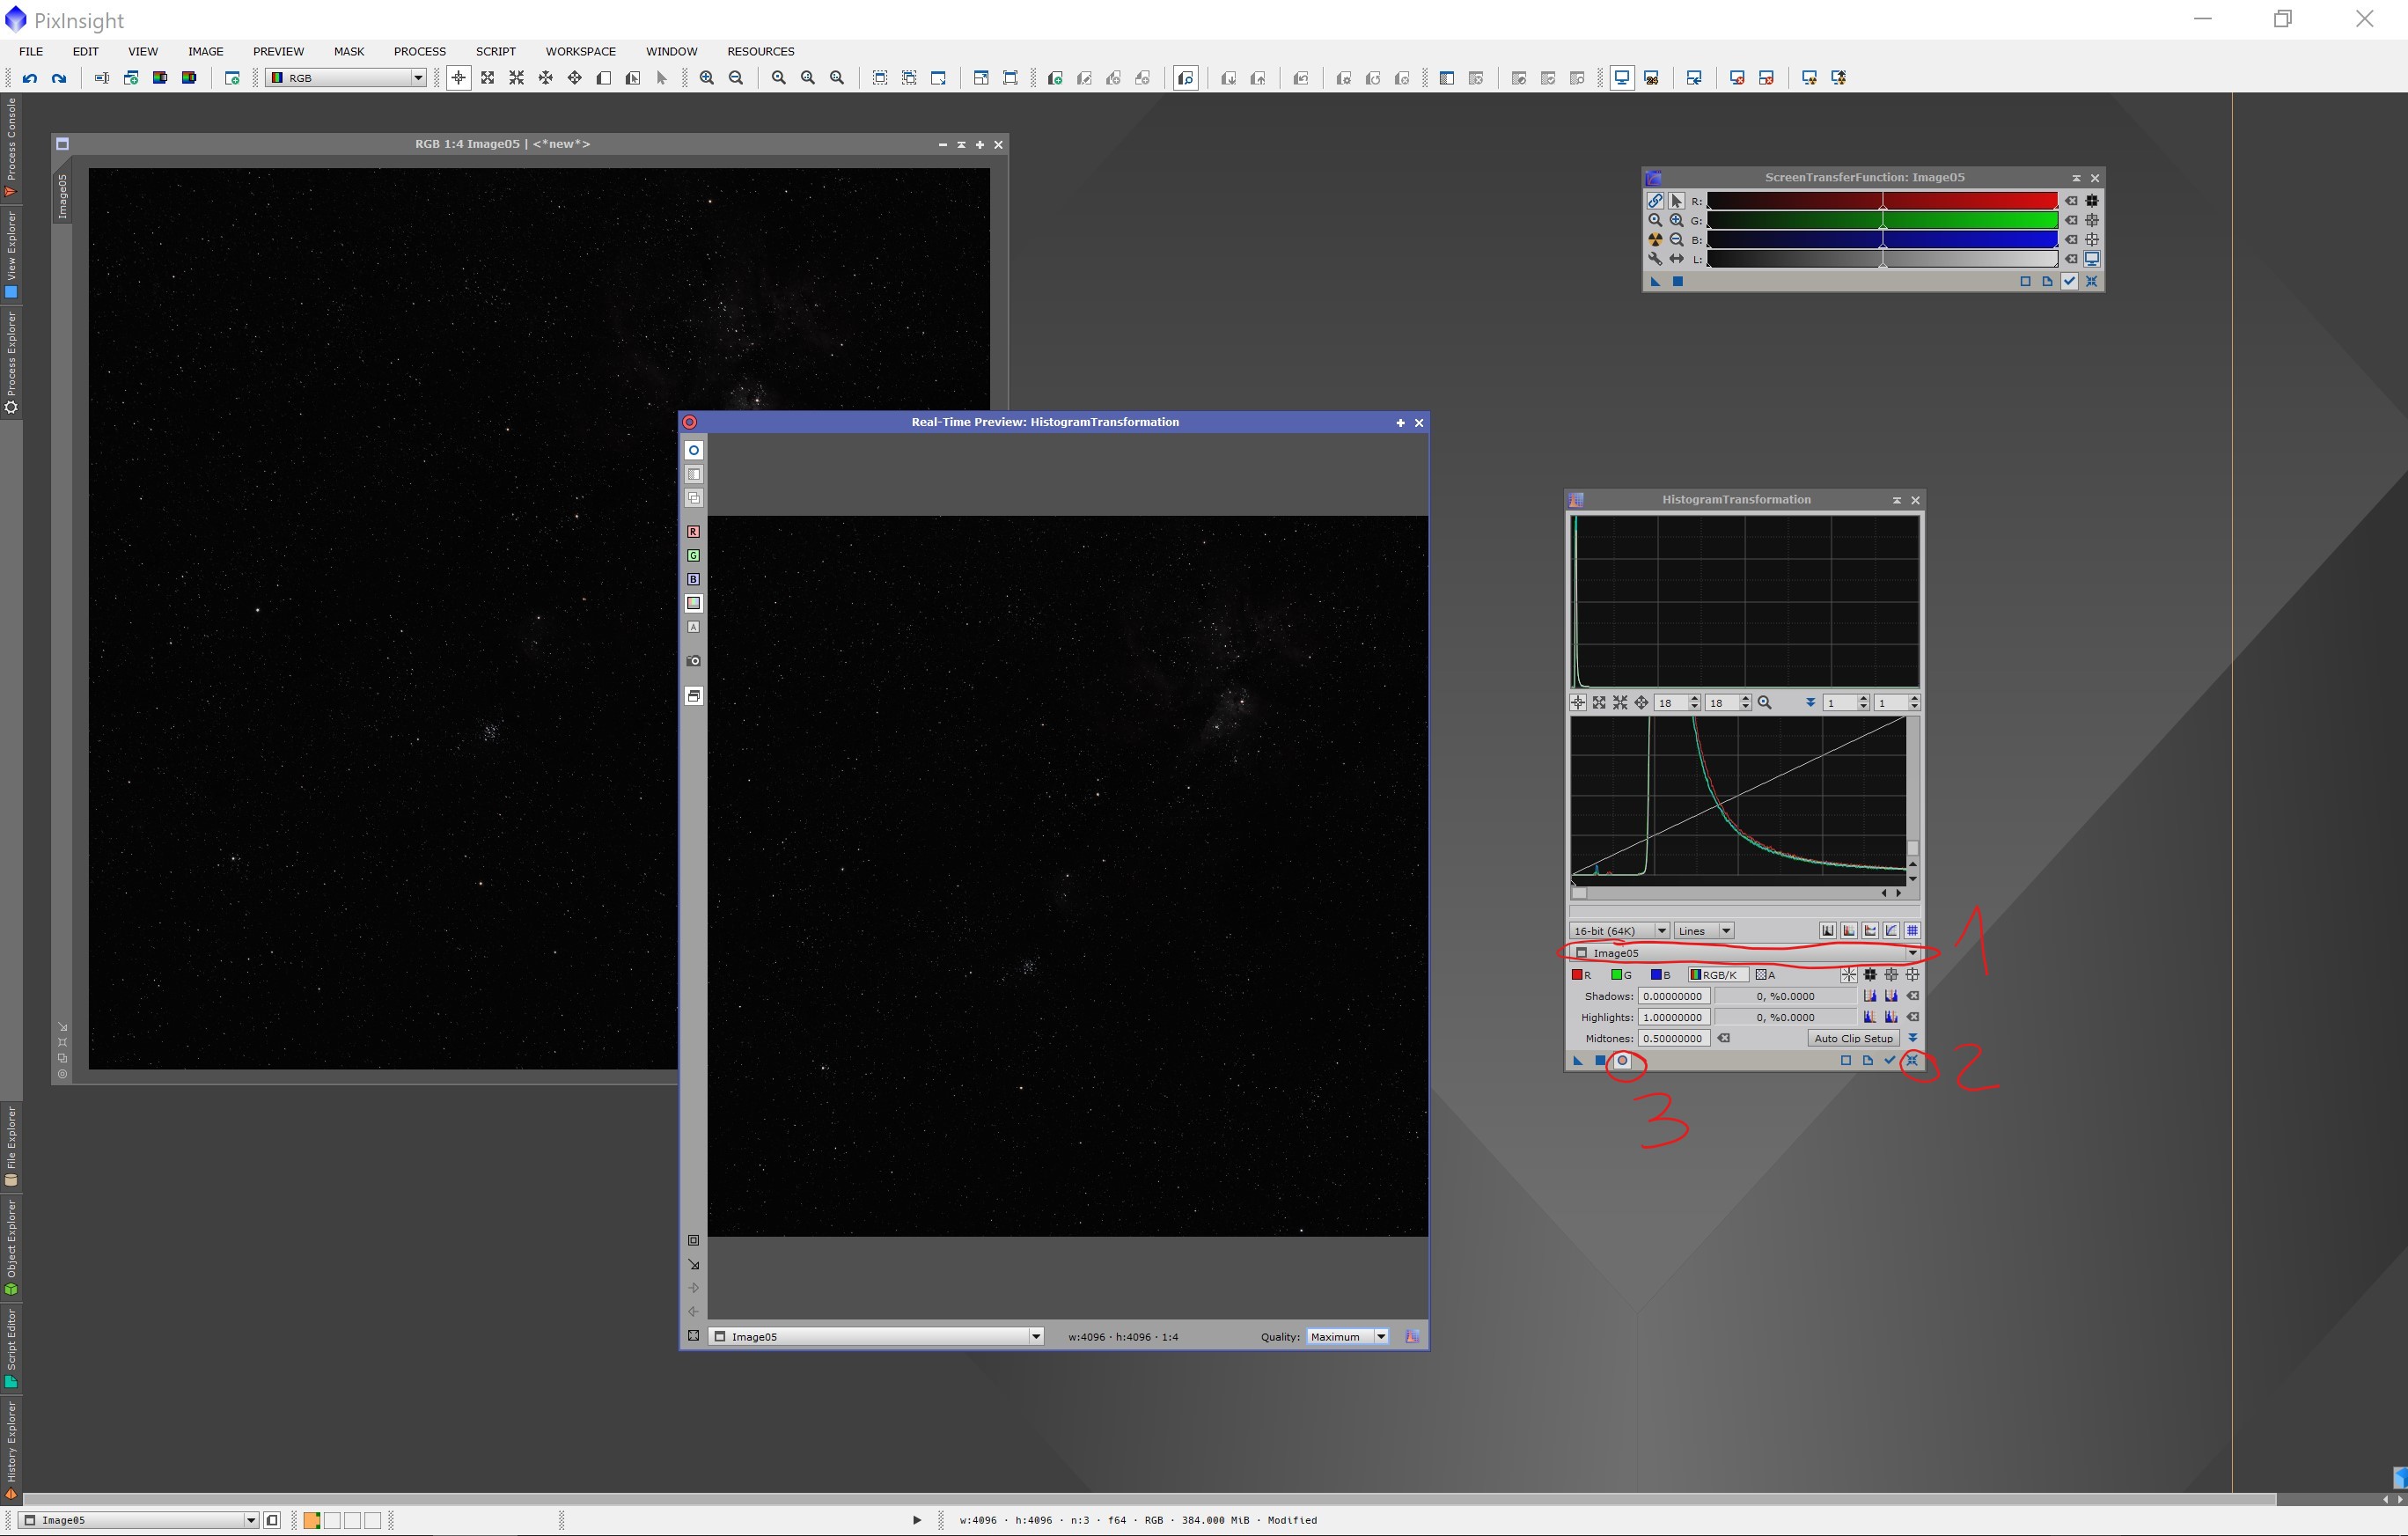 PixInsight
FILE EDIT VIEW IMAGE PREVIEW MASK PROCESS SCRIPT WORKSPACE WINDOW RESOURCES
RGB
Process Console
View Explorer
Process Explorer
File Explorer
Object Explorer
Script Editor
History Explorer
RGB 1:4 Image05 | <*new*>
Image05
ScreenTransferFunction: Image05
R:
G:
B:
L:
Real-Time Preview: HistogramTransformation
R
G
B
A
Image05 w:4096 · h:4096 · 1:4 Quality: Maximum
HistogramTransformation
18 18 1 1
16-bit (64K) Lines
Image05
1
R G B RGB/K A
Shadows: 0.00000000 0, %0.0000
Highlights: 1.00000000 0, %0.0000
Midtones: 0.50000000 Auto Clip Setup
2
3
Image05 w:4096 · h:4096 · n:3 · f64 · RGB · 384.000 MiB · Modified